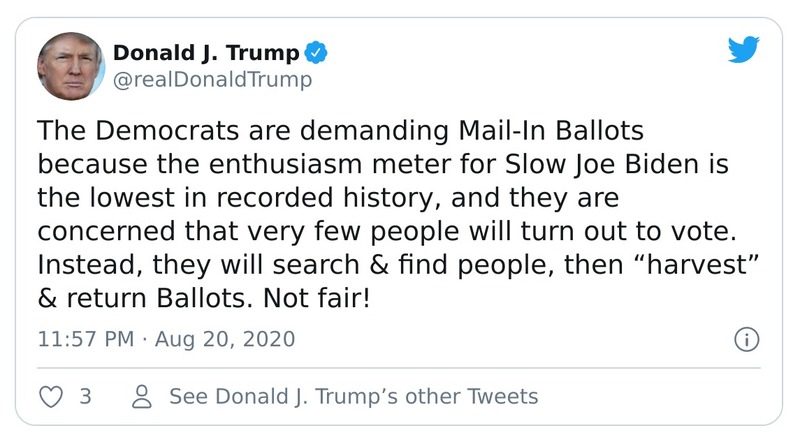 Donald J. Trump
@realDonaldTrump
The Democrats are demanding Mail-In Ballots
because the enthusiasm meter for Slow Joe Biden is
the lowest in recorded history, and they are
concerned that very few people will turn out to vote.
Instead, they will search & find people, then “harvest”
& return Ballots. Not fair!
11:57 PM · Aug 20, 2020
3
See Donald J. Trump’s other Tweets